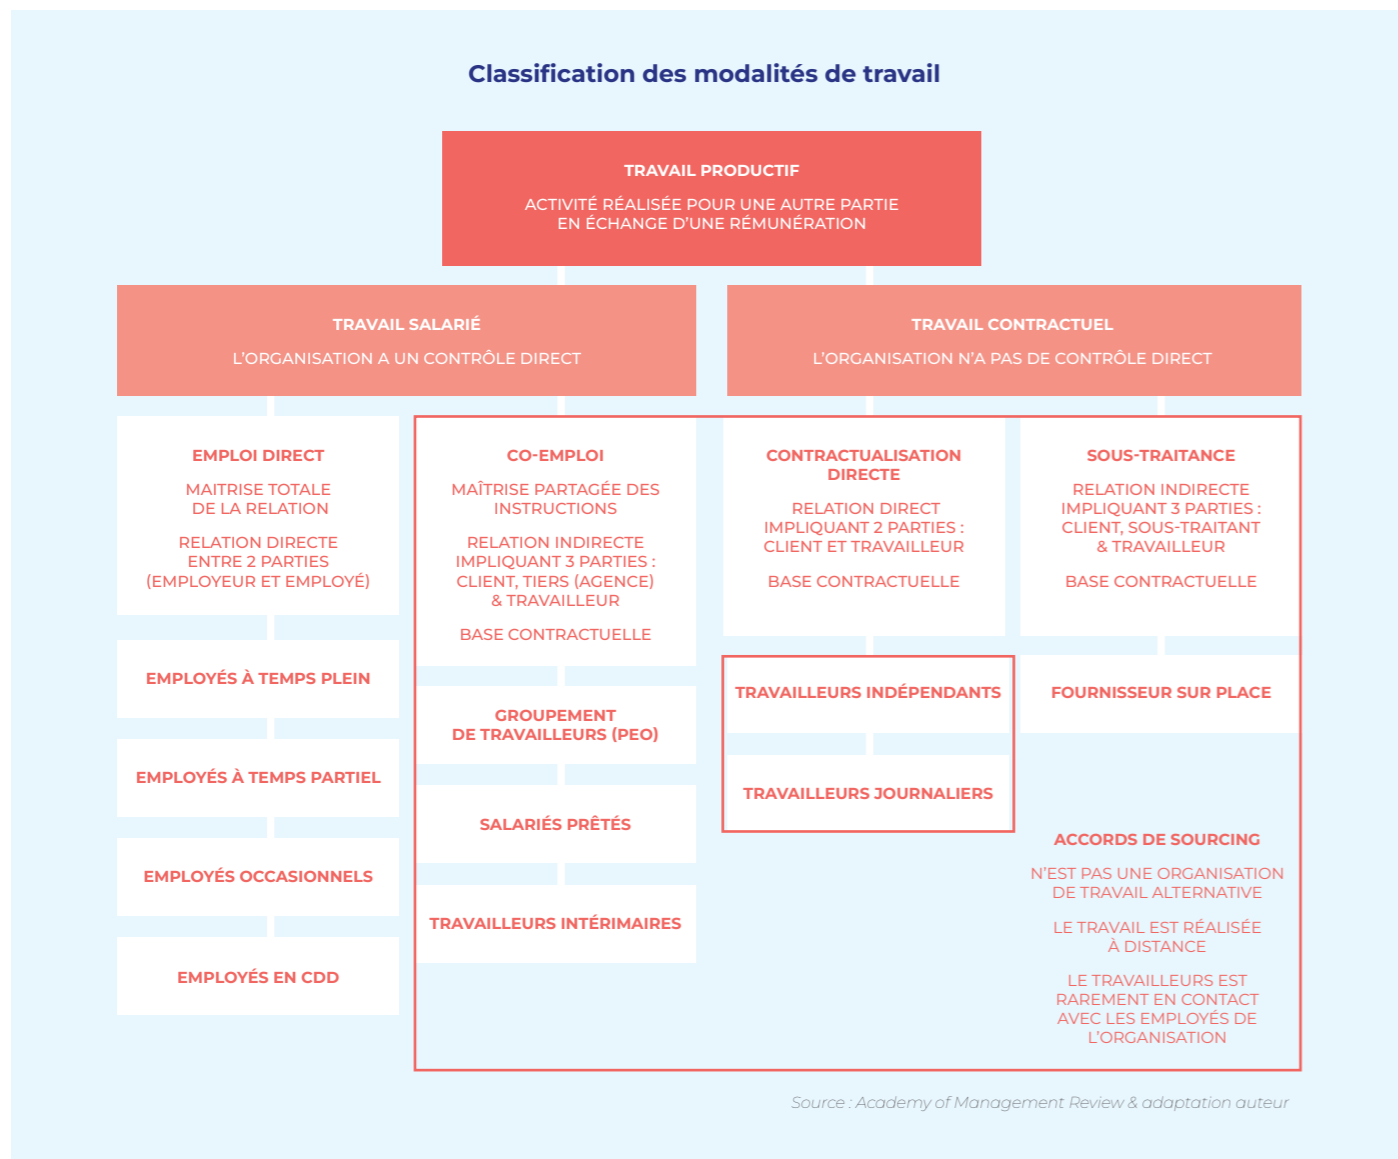 Classification des modalités de travail
TRAVAIL PRODUCTIF
ACTIVITÉ RÉALISÉE POUR UNE AUTRE PARTIE
EN ÉCHANGE D'UNE RÉMUNÉRATION
TRAVAIL SALARIÉ
L'ORGANISATION A UN CONTRÔLE DIRECT
TRAVAIL CONTRACTUEL
L'ORGANISATION N'A PAS DE CONTRÔLE DIRECT
EMPLOI DIRECT
MAITRISE TOTALE
DE LA RELATION
RELATION DIRECTE
ENTRE 2 PARTIES
(EMPLOYEUR ET EMPLOYÉ)
EMPLOYÉS À TEMPS PLEIN
EMPLOYÉS À TEMPS PARTIEL
EMPLOYÉS OCCASIONNELS
EMPLOYÉS EN CDD
CO-EMPLOI
MAÎTRISE PARTAGÉE DES
INSTRUCTIONS
RELATION INDIRECTE
IMPLIQUANT 3 PARTIES :
CLIENT, TIERS (AGENCE)
& TRAVAILLEUR
BASE CONTRACTUELLE
GROUPEMENT
DE TRAVAILLEURS (PEO)
SALARIÉS PRÊTÉS
TRAVAILLEURS INTÉRIMAIRES
CONTRACTUALISATION
DIRECTE
RELATION DIRECT
IMPLIQUANT 2 PARTIES :
CLIENT ET TRAVAILLEUR
BASE CONTRACTUELLE
TRAVAILLEURS INDÉPENDANTS
TRAVAILLEURS JOURNALIERS
SOUS-TRAITANCE
RELATION INDIRECTE
IMPLIQUANT 3 PARTIES :
CLIENT, SOUS-TRAITANT
& TRAVAILLEUR
BASE CONTRACTUELLE
FOURNISSEUR SUR PLACE
ACCORDS DE SOURCING
N'EST PAS UNE ORGANISATION
DE TRAVAIL ALTERNATIVE
LE TRAVAIL EST RÉALISÉE
À DISTANCE
LE TRAVAILLEURS EST
RAREMENT EN CONTACT
AVEC LES EMPLOYÉS DE
L'ORGANISATION
Source : Academy of Management Review & adaptation auteur